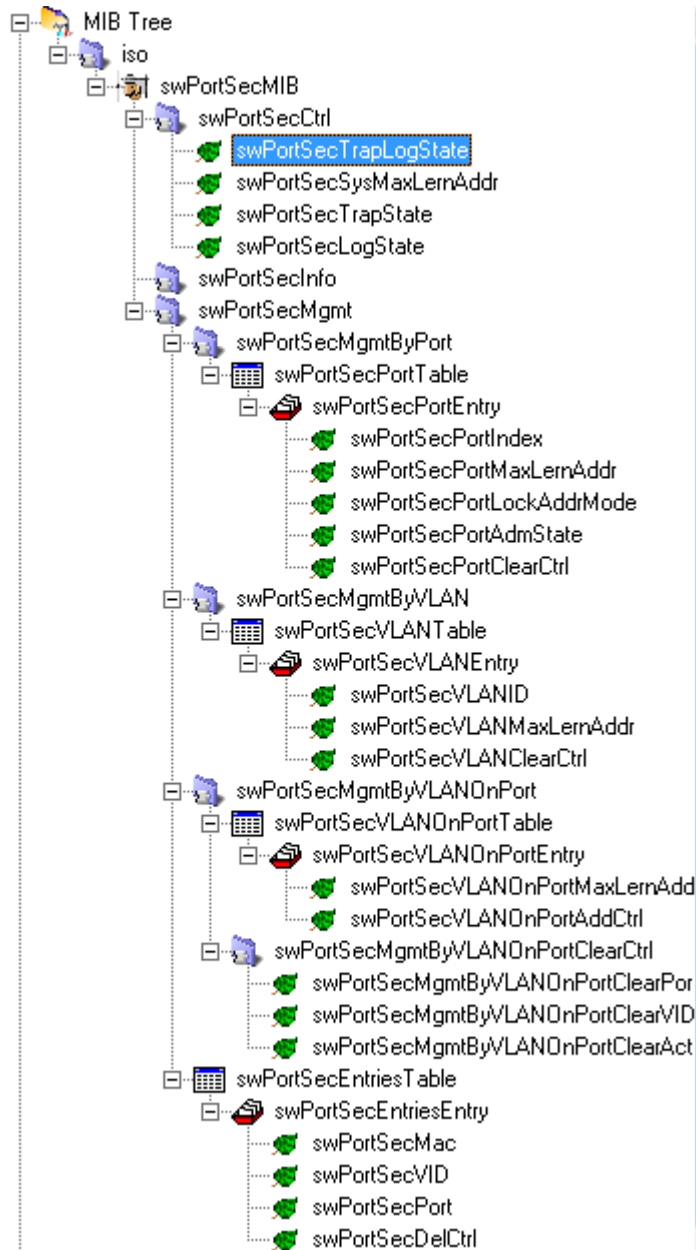 MIB Tree
iso
swPortSecMIB
swPortSecCtrl
swPortSecTrapLogState
swPortSecSysMaxLernAddr
swPortSecTrapState
swPortSecLogState
swPortSecInfo
swPortSecMgmt
swPortSecMgmtByPort
swPortSecPortTable
swPortSecPortEntry
swPortSecPortIndex
swPortSecPortMaxLernAddr
swPortSecPortLockAddrMode
swPortSecPortAdmState
swPortSecPortClearCtrl
swPortSecMgmtByVLAN
swPortSecVLANTable
swPortSecVLANEntry
swPortSecVLANID
swPortSecVLANMaxLernAddr
swPortSecVLANClearCtrl
swPortSecMgmtByVLANOnPort
swPortSecVLANOnPortTable
swPortSecVLANOnPortEntry
swPortSecVLANOnPortMaxLernAdd
swPortSecVLANOnPortAddCtrl
swPortSecMgmtByVLANOnPortClearCtrl
swPortSecMgmtByVLANOnPortClearPor
swPortSecMgmtByVLANOnPortClearVID
swPortSecMgmtByVLANOnPortClearAct
swPortSecEntriesTable
swPortSecEntriesEntry
swPortSecMac
swPortSecVID
swPortSecPort
swPortSecDelCtrl